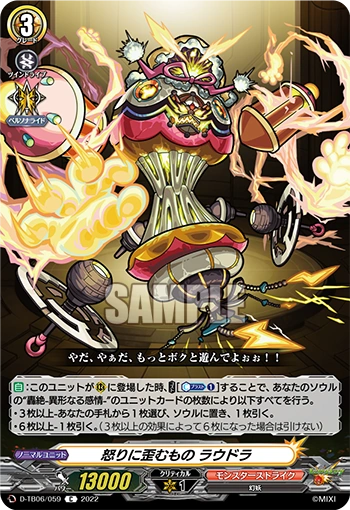 3
グレード
ツインドライブ
ペルソナライド
SAMPLE
やだ、やぁだ、もっとボクと遊んでよぉぉ!!
自:このユニットがⓋに登場した時、【ブラスト1】することで、あなたのソウルの
“轟絶-異形なる感情-”のユニットカードの枚数により以下すべてを行う。
・3枚以上-あなたの手札から1枚選び、ソウルに置き、1枚引く。
・6枚以上-1枚引く。(3枚以上の効果によって6枚になった場合は引けない)
ノーマルユニット
怒りに歪むもの ラウドラ
D-TB06/059 C 2022
パワー 13000
クリティカル
☆1
モンスターストライク
幻妖
©MIXI